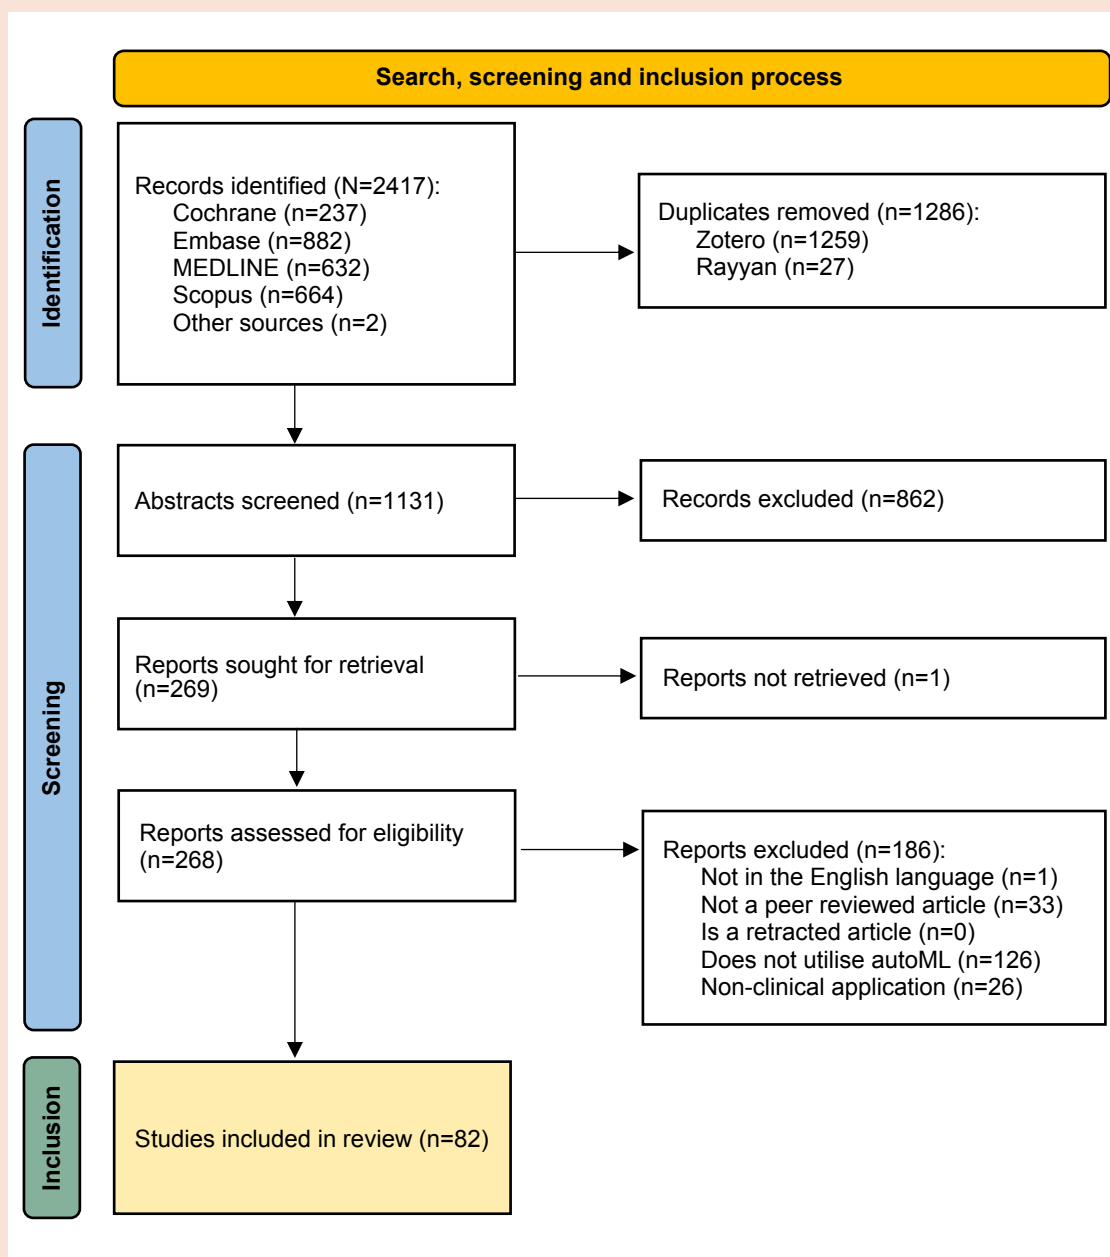 Search, screening and inclusion process
Identification
Records identified (N=2417):
Cochrane (n=237)
Embase (n=882)
MEDLINE (n=632)
Scopus (n=664)
Other sources (n=2)
Duplicates removed (n=1286):
Zotero (n=1259)
Rayyan (n=27)
Screening
Abstracts screened (n=1131)
Records excluded (n=862)
Reports sought for retrieval
(n=269)
Reports not retrieved (n=1)
Reports assessed for eligibility
(n=268)
Reports excluded (n=186):
Not in the English language (n=1)
Not a peer reviewed article (n=33)
Is a retracted article (n=0)
Does not utilise autoML (n=126)
Non-clinical application (n=26)
Inclusion
Studies included in review (n=82)